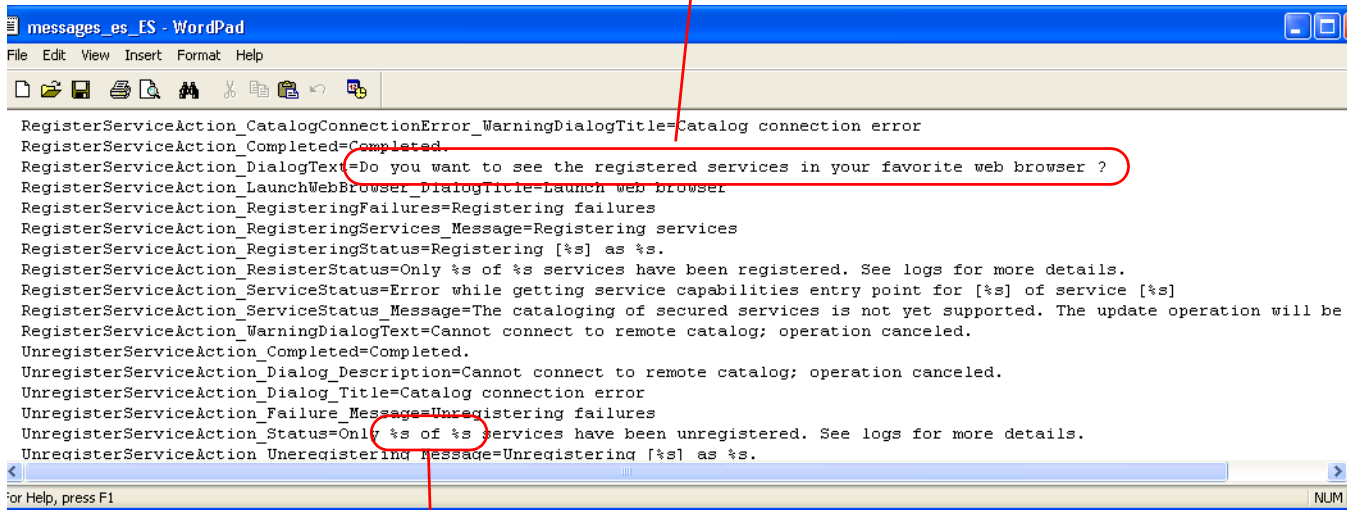 messages_es_ES - WordPad
File Edit View Insert Format Help
RegisterServiceAction_CatalogConnectionError_WarningDialogTitle=Catalog connection error
RegisterServiceAction_Completed=Completed.
RegisterServiceAction_DialogText=Do you want to see the registered services in your favorite web browser ?
RegisterServiceAction_LaunchWebBrowser_DialogTitle=Launch web browser
RegisterServiceAction_RegisteringFailures=Registering failures
RegisterServiceAction_RegisteringServices_Message=Registering services
RegisterServiceAction_RegisteringStatus=Registering [%s] as %s.
RegisterServiceAction_ResisterStatus=Only %s of %s services have been registered. See logs for more details.
RegisterServiceAction_ServiceStatus=Error while getting service capabilities entry point for [%s] of service [%s]
RegisterServiceAction_ServiceStatus_Message=The cataloging of secured services is not yet supported. The update operation will be
RegisterServiceAction_WarningDialogText=Cannot connect to remote catalog; operation canceled.
UnregisterServiceAction_Completed=Completed.
UnregisterServiceAction_Dialog_Description=Cannot connect to remote catalog; operation canceled.
UnregisterServiceAction_Dialog_Title=Catalog connection error
UnregisterServiceAction_Failure_Message=Unregistering failures
UnregisterServiceAction_Status=Only %s of %s services have been unregistered. See logs for more details.
UnregisterServiceAction_Uneregistering_Message=Unregistering [%s] as %s.
For Help, press F1
NUM